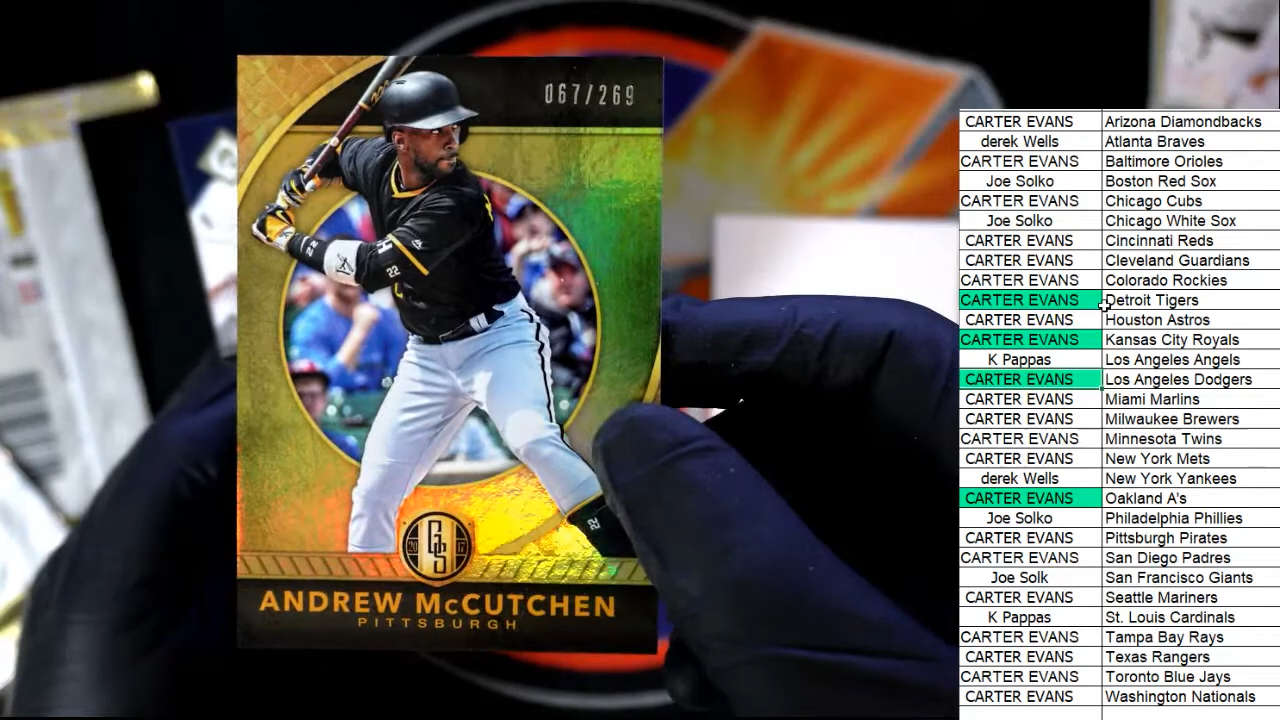 067/269
H
22
22
22
20 GS 17
ANDREW McCUTCHEN
PITTSBURGH
CARTER EVANS Arizona Diamondbacks
derek Wells Atlanta Braves
CARTER EVANS Baltimore Orioles
Joe Solko Boston Red Sox
CARTER EVANS Chicago Cubs
Joe Solko Chicago White Sox
CARTER EVANS Cincinnati Reds
CARTER EVANS Cleveland Guardians
CARTER EVANS Colorado Rockies
CARTER EVANS Detroit Tigers
CARTER EVANS Houston Astros
CARTER EVANS Kansas City Royals
K Pappas Los Angeles Angels
CARTER EVANS Los Angeles Dodgers
CARTER EVANS Miami Marlins
CARTER EVANS Milwaukee Brewers
CARTER EVANS Minnesota Twins
CARTER EVANS New York Mets
derek Wells New York Yankees
CARTER EVANS Oakland A's
Joe Solko Philadelphia Phillies
CARTER EVANS Pittsburgh Pirates
CARTER EVANS San Diego Padres
Joe Solk San Francisco Giants
CARTER EVANS Seattle Mariners
K Pappas St. Louis Cardinals
CARTER EVANS Tampa Bay Rays
CARTER EVANS Texas Rangers
CARTER EVANS Toronto Blue Jays
CARTER EVANS Washington Nationals